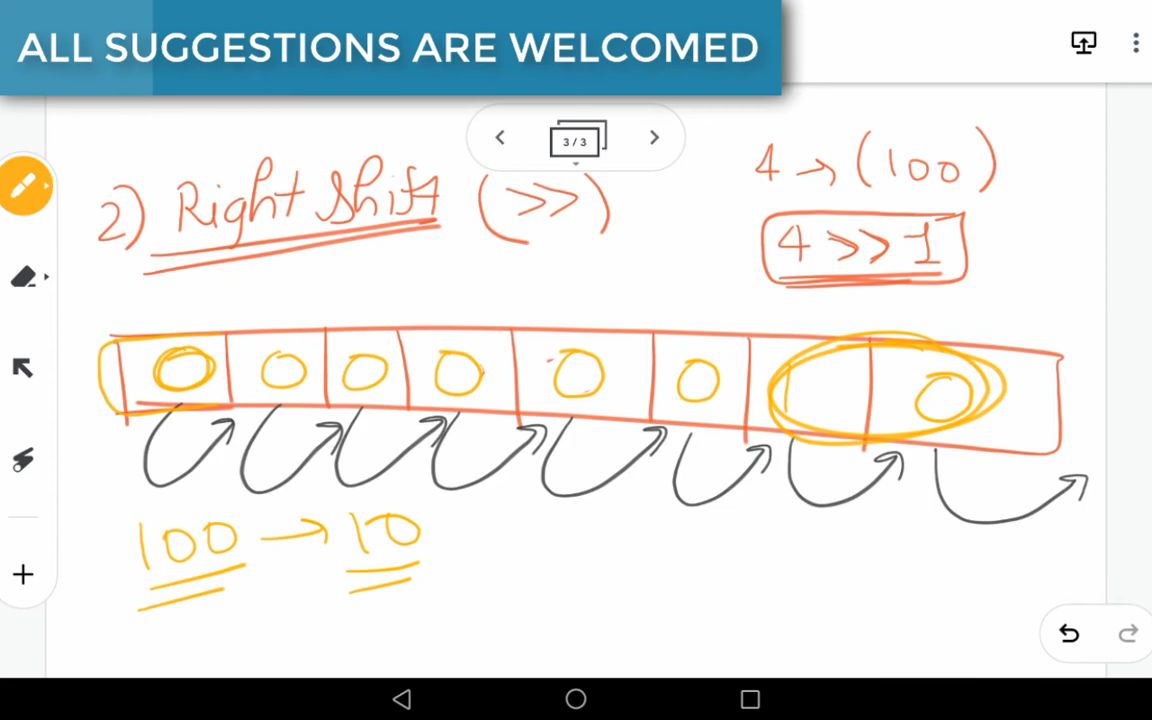 ALL SUGGESTIONS ARE WELCOMED
3 / 3
2) Right Shift (>>)
4 → (100)
4 >> 1
0 0 0 0 0 0 1 0
100 → 10